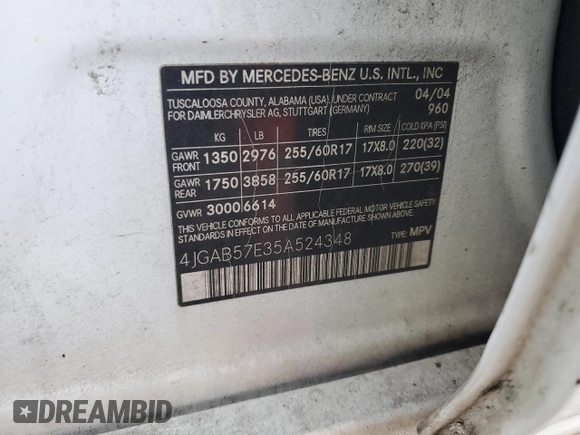 MFD BY MERCEDES-BENZ U.S. INTL., INC
TUSCALOOSA COUNTY, ALABAMA (USA), UNDER CONTRACT 04/04
FOR DAIMLERCHRYSLER AG, STUTTGART (GERMANY) 960
KG LB TIRES RIM SIZE COLD KPA (PSI)
GAWR FRONT 1350 2976 255/60R17 17X8.0 220(32)
GAWR REAR 1750 3858 255/60R17 17X8.0 270(39)
GVWR 3000 6614
THIS VEHICLE CONFORMS TO ALL APPLICABLE FEDERAL MOTOR VEHICLE SAFETY
STANDARDS IN EFFECT ON THE DATE OF MANUFACTURE SHOWN ABOVE.
4JGAB57E35A524348 TYPE: MPV
DREAMBID